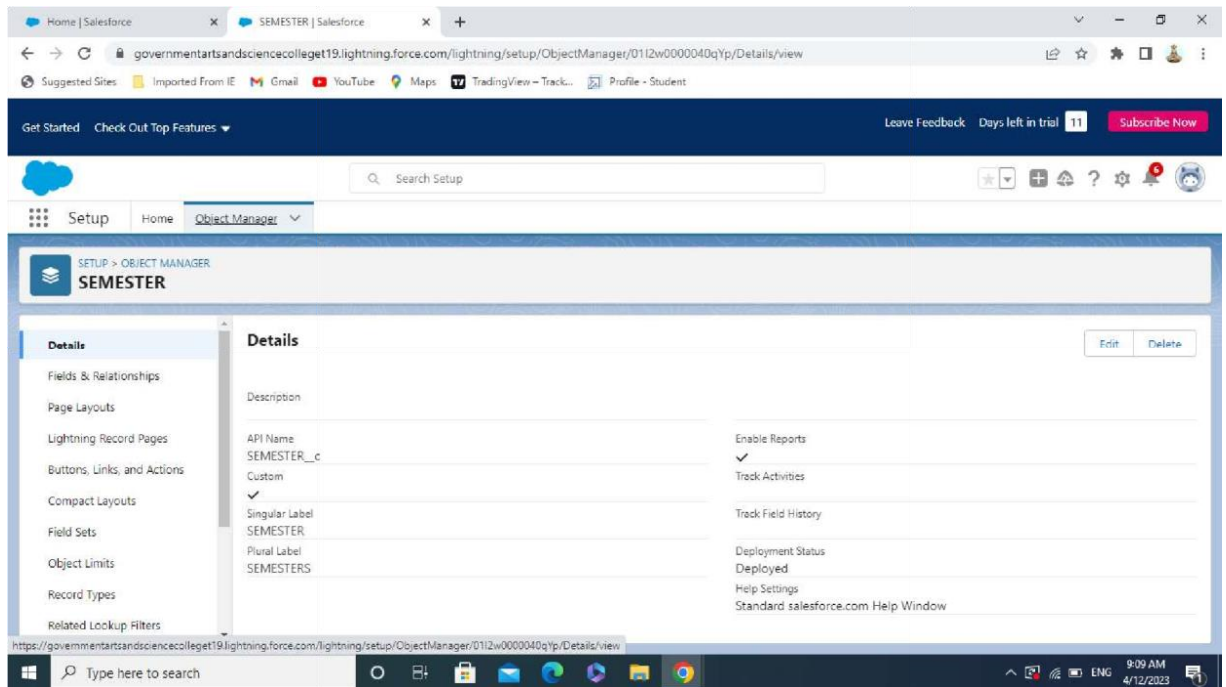 Home | Salesforce
SEMESTER | Salesforce
governmentartsandsciencecolleget19.lightning.force.com/lightning/setup/ObjectManager/01I2w0000040qYp/Details/view
Suggested Sites Imported From IE Gmail YouTube Maps TradingView – Track... Profile - Student
Get Started Check Out Top Features Leave Feedback Days left in trial 11 Subscribe Now
Search Setup
6
Setup Home Object Manager
SETUP > OBJECT MANAGER
SEMESTER
Details
Fields & Relationships
Page Layouts
Lightning Record Pages
Buttons, Links, and Actions
Compact Layouts
Field Sets
Object Limits
Record Types
Related Lookup Filters
Details
Edit Delete
Description
API Name
SEMESTER__c
Custom
Singular Label
SEMESTER
Plural Label
SEMESTERS
Enable Reports
Track Activities
Track Field History
Deployment Status
Deployed
Help Settings
Standard salesforce.com Help Window
https://governmentartsandsciencecolleget19.lightning.force.com/lightning/setup/ObjectManager/01I2w0000040qYp/Details/view
Type here to search
ENG
9:09 AM
4/12/2023